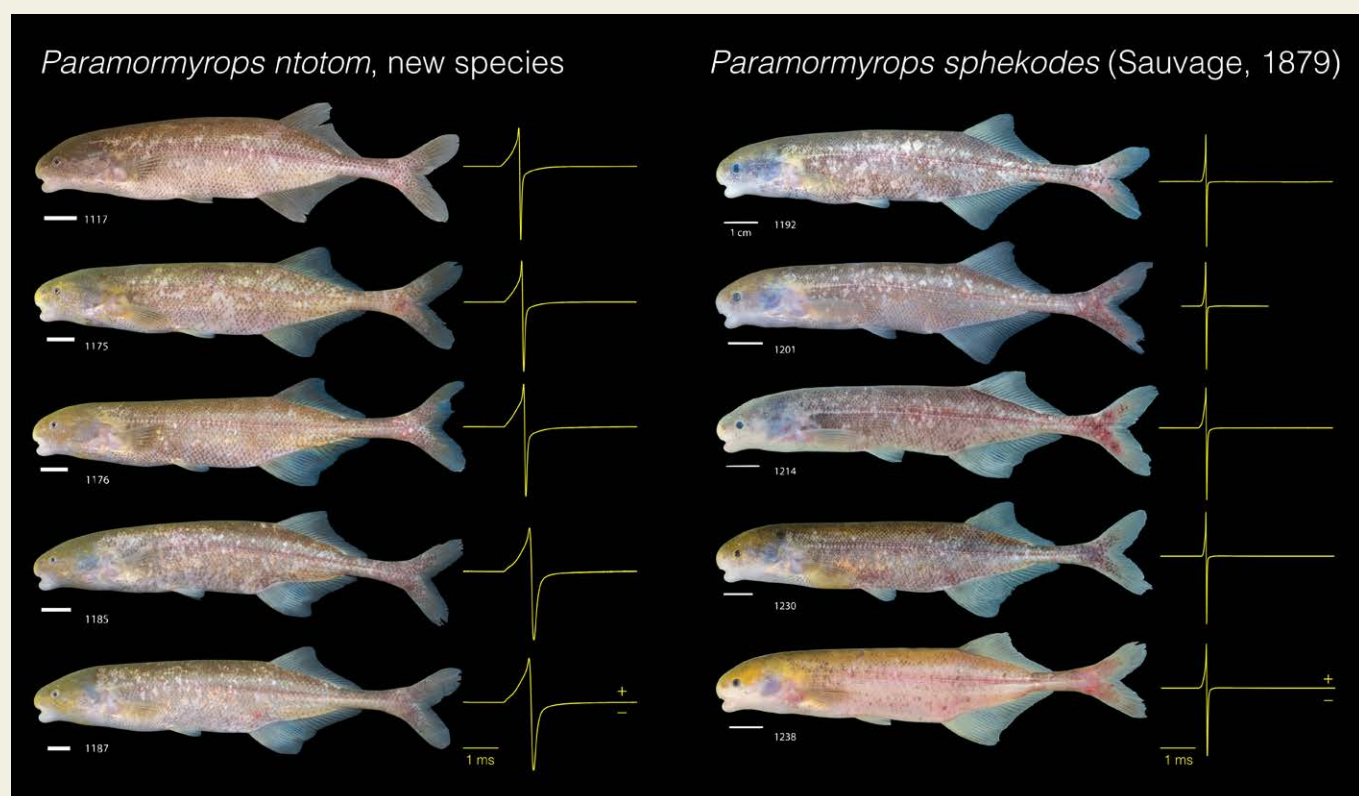 Paramormyrops ntotom, new species
1117
1175
1176
1185
1187
+
–
1 ms
Paramormyrops sphekodes (Sauvage, 1879)
1 cm
1192
1201
1214
1230
1238
+
–
1 ms